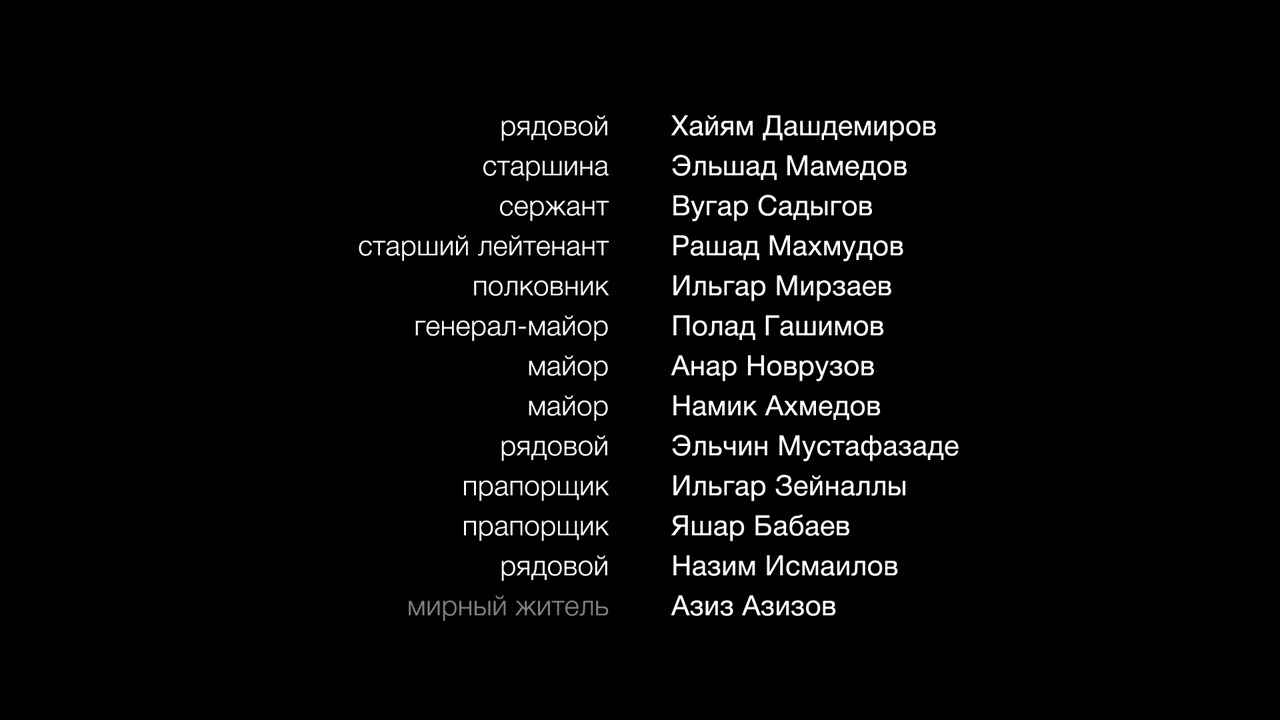 рядовой Хайям Дашдемиров
старшина Эльшад Мамедов
сержант Вугар Садыгов
старший лейтенант Рашад Махмудов
полковник Ильгар Мирзаев
генерал-майор Полад Гашимов
майор Анар Новрузов
майор Намик Ахмедов
рядовой Эльчин Мустафазаде
прапорщик Ильгар Зейналлы
прапорщик Яшар Бабаев
рядовой Назим Исмаилов
мирный житель Азиз Азизов